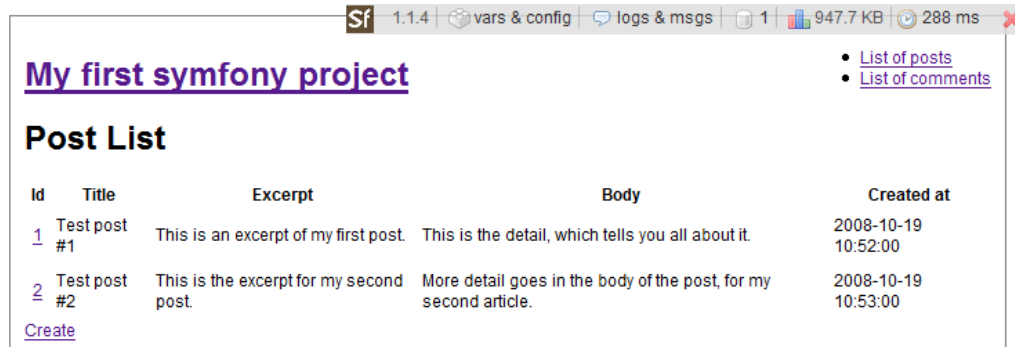 Sf 1.1.4 vars & config logs & msgs 1 947.7 KB 288 ms
My first symfony project
List of posts
List of comments
Post List
Id Title Excerpt Body Created at
1 Test post #1 This is an excerpt of my first post. This is the detail, which tells you all about it. 2008-10-19 10:52:00
2 Test post #2 This is the excerpt for my second post. More detail goes in the body of the post, for my second article. 2008-10-19 10:53:00
Create